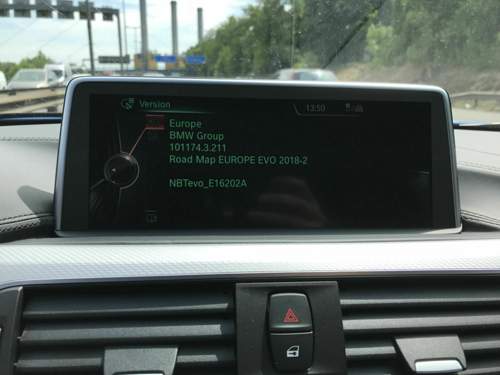 Version
13:50
Europe
BMW Group
101174.3.211
Road Map EUROPE EVO 2018-2
NBTevo_E16202A